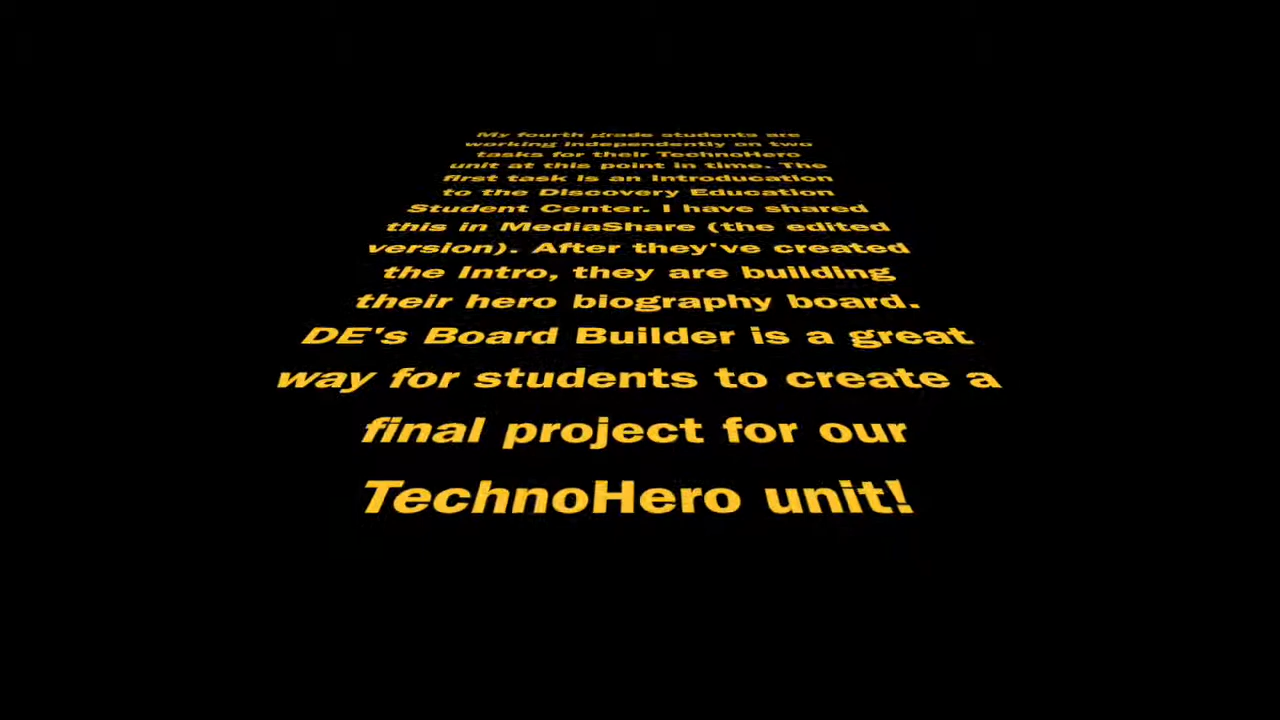 My fourth grade students are
working independently on two
tasks for their TechnoHero
unit at this point in time. The
first task is an Introducation
to the Discovery Education
Student Center. I have shared
this in MediaShare (the edited
version). After they've created
the Intro, they are building
their hero biography board.
DE's Board Builder is a great
way for students to create a
final project for our
TechnoHero unit!